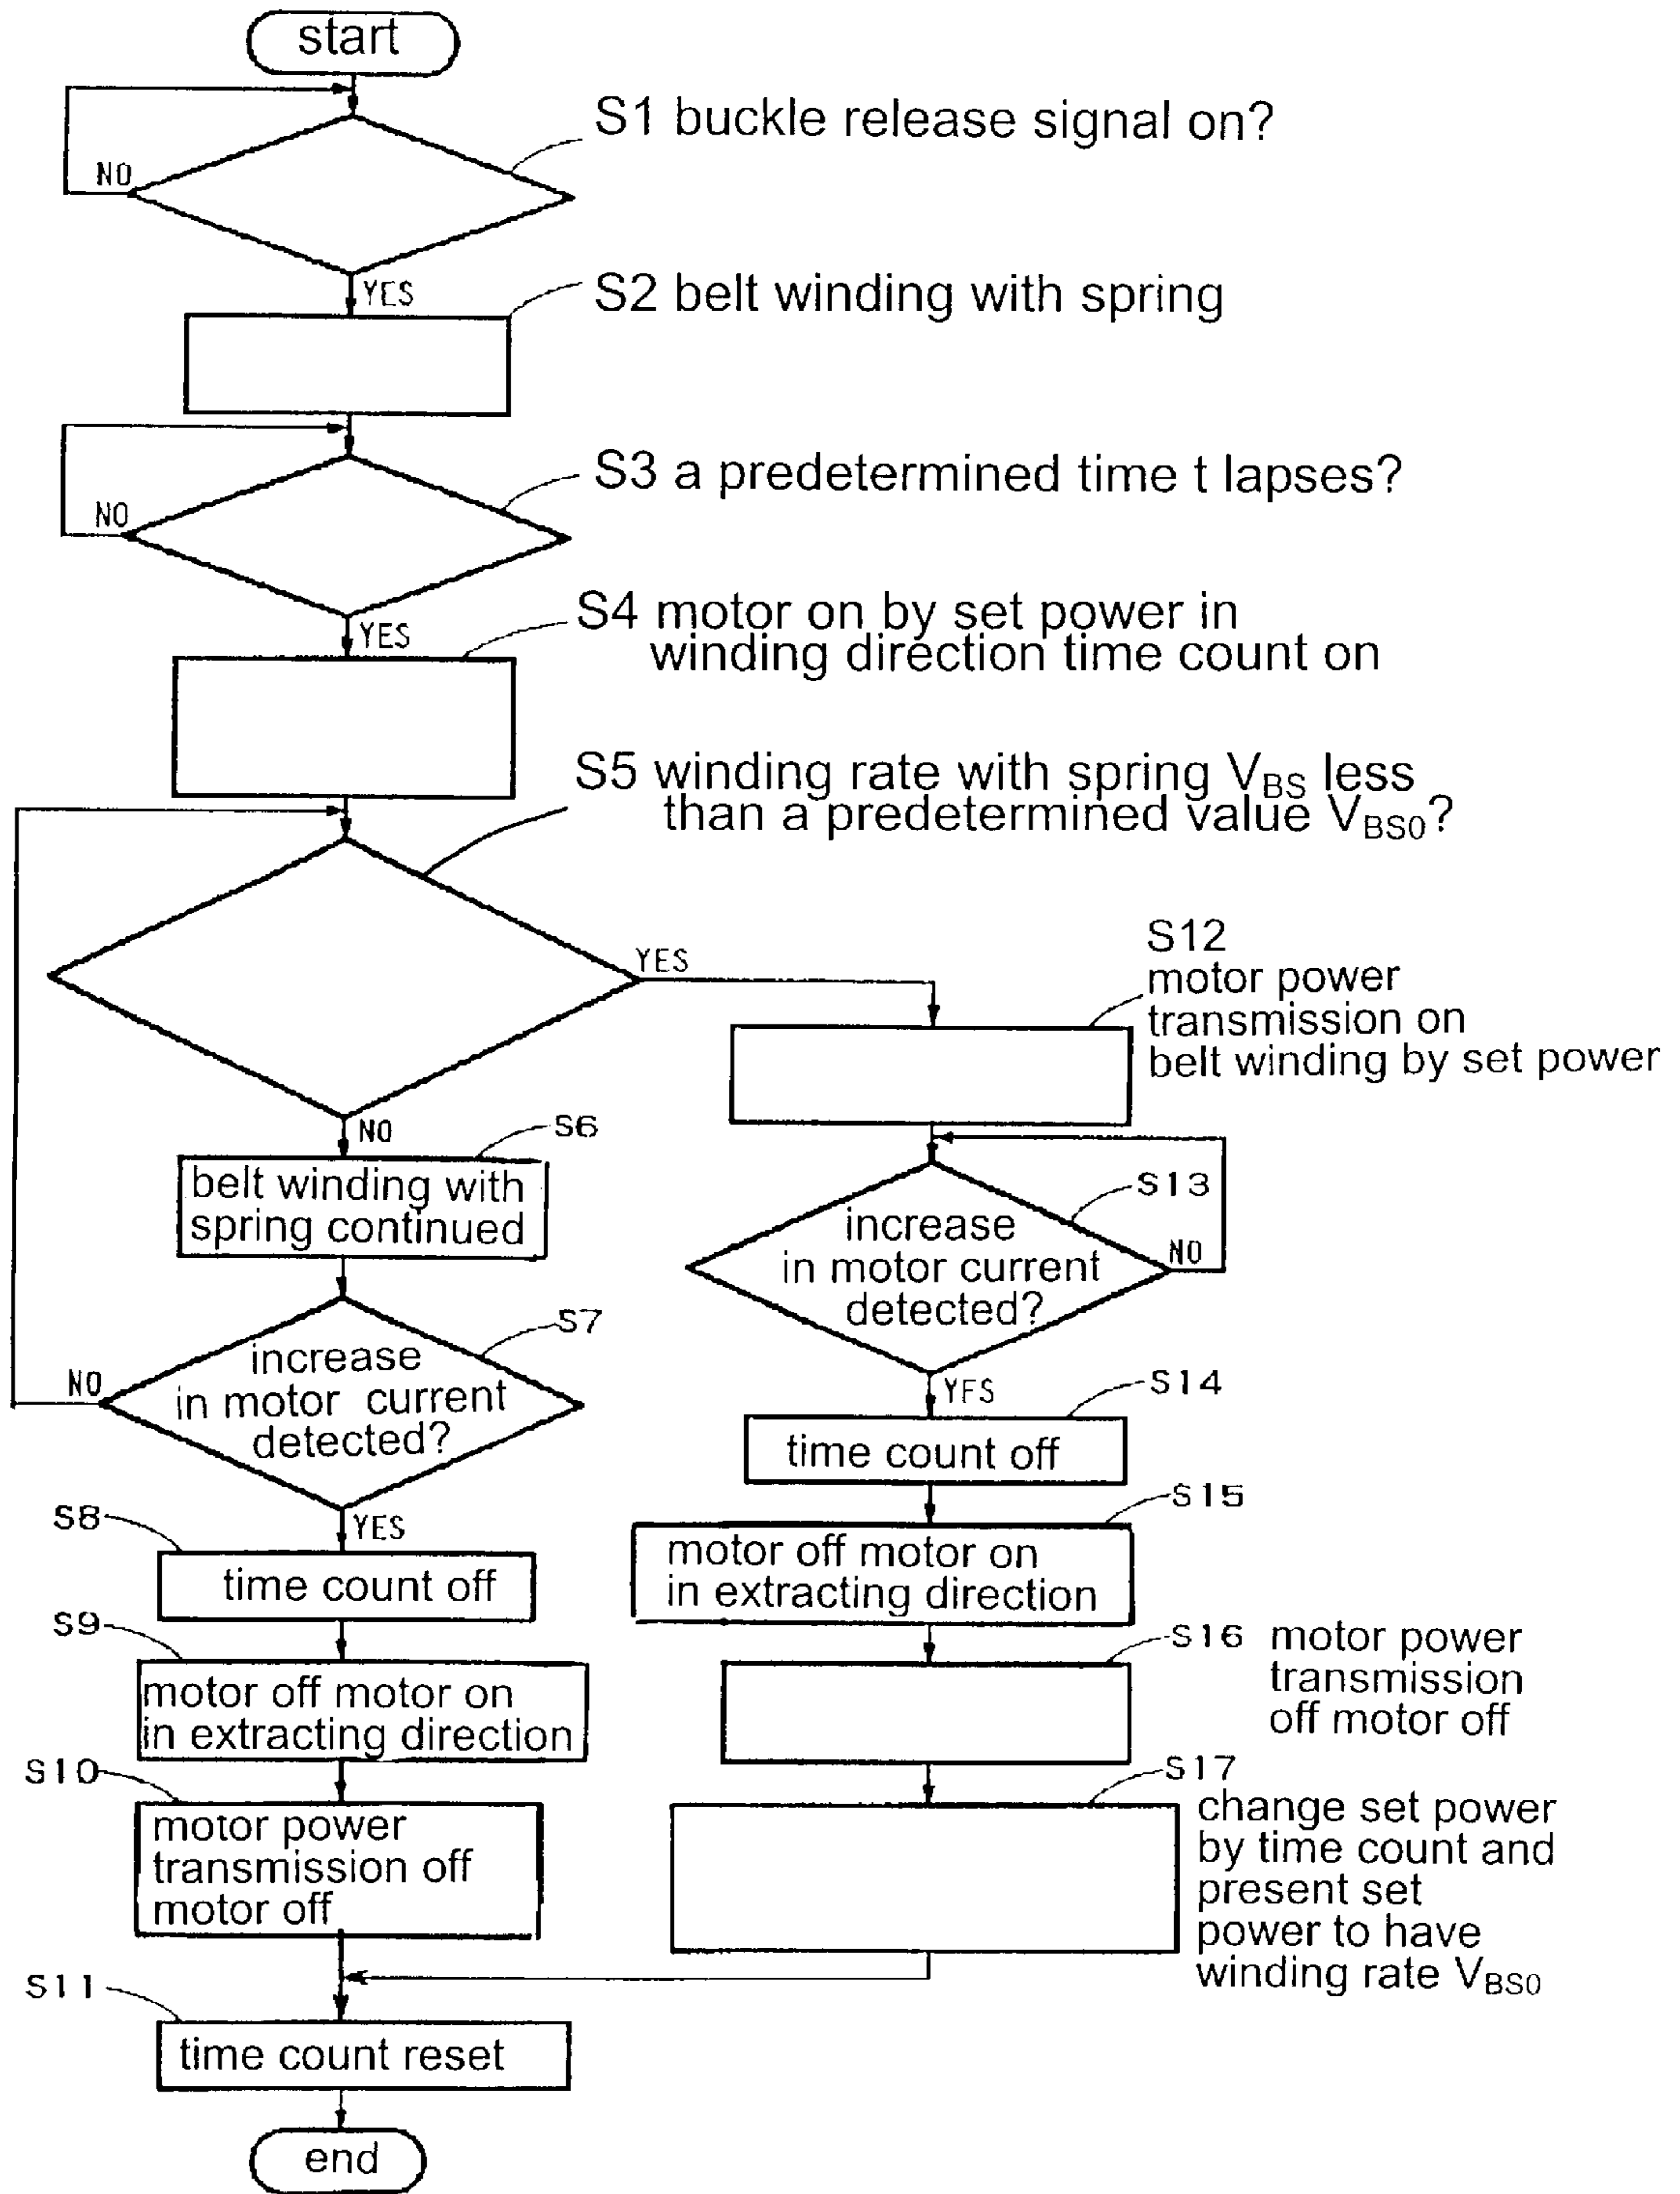 start
S1 buckle release signal on?
NO
YES
S2 belt winding with spring
S3 a predetermined time t lapses?
NO
YES
S4 motor on by set power in
winding direction time count on
S5 winding rate with spring VBS less
than a predetermined value VBS0?
YES
NO
S6
belt winding with
spring continued
S7
increase
in motor current
detected?
NO
YES
S8
time count off
S9
motor off motor on
in extracting direction
S10
motor power
transmission off
motor off
S11
time count reset
end
S12
motor power
transmission on
belt winding by set power
S13
increase
in motor current
detected?
NO
YFS
S14
time count off
S15
motor off motor on
in extracting direction
S16 motor power
transmission
off motor off
S17
change set power
by time count and
present set
power to have
winding rate VBS0